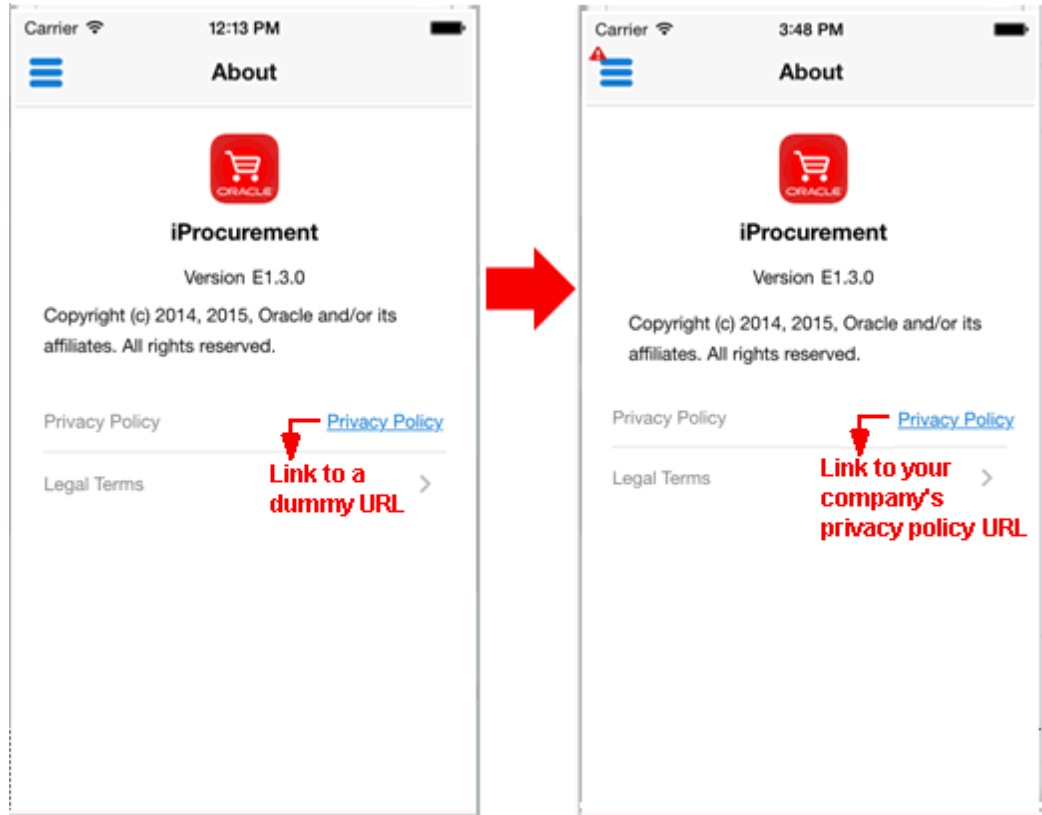 Carrier 12:13 PM
About
ORACLE
iProcurement
Version E1.3.0
Copyright (c) 2014, 2015, Oracle and/or its
affiliates. All rights reserved.
Privacy Policy Privacy Policy
Link to a
dummy URL
Legal Terms
Carrier 3:48 PM
About
ORACLE
iProcurement
Version E1.3.0
Copyright (c) 2014, 2015, Oracle and/or its
affiliates. All rights reserved.
Privacy Policy Privacy Policy
Link to your
company's
privacy policy URL
Legal Terms